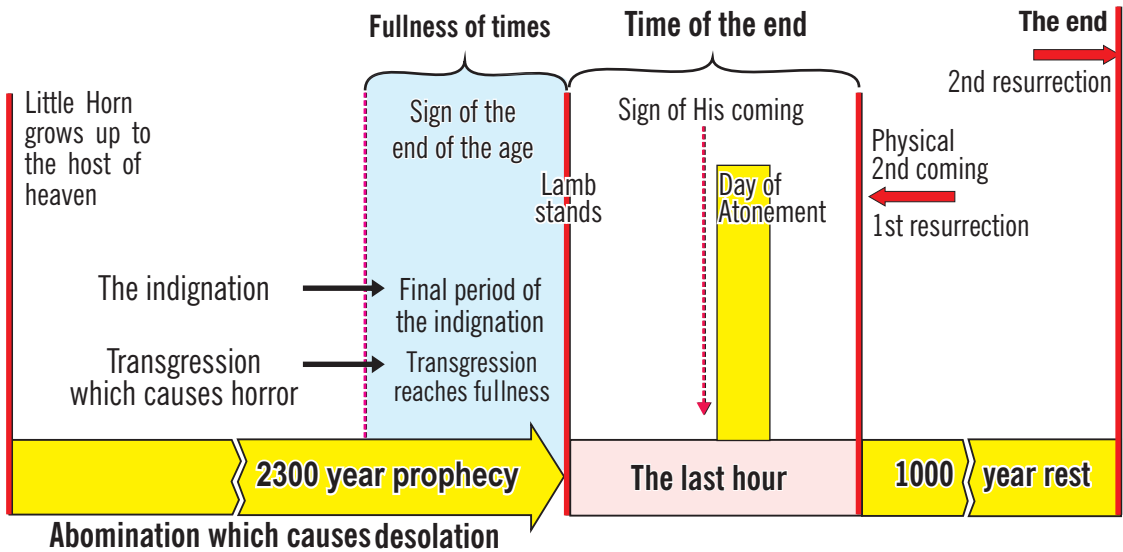 Fullness of times
Time of the end
The end
2nd resurrection
Little Horn
grows up to
the host of
heaven
Sign of the
end of the age
Sign of His coming
Lamb
stands
Day of
Atonement
Physical
2nd coming
1st resurrection
The indignation
Final period of
the indignation
Transgression
which causes horror
Transgression
reaches fullness
2300 year prophecy
The last hour
1000 year rest
Abomination which causes desolation